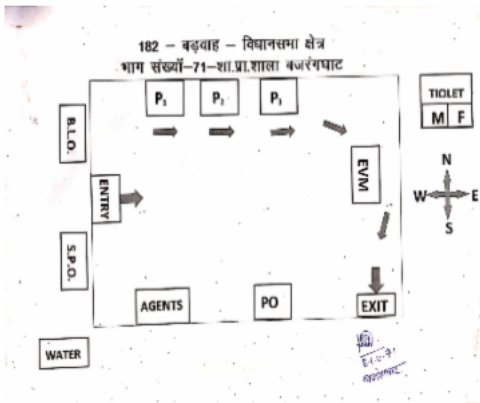 182 – बड़वाह – विधानसभा क्षेत्र
भाग संख्याँ-71-शा.प्रा.शाला बजरंगघाट
P₁
P₂
P₃
TIOLET
M F
B.L.O.
ENTRY
EVM
N
W E
S
S.P.O.
AGENTS
PO
EXIT
WATER